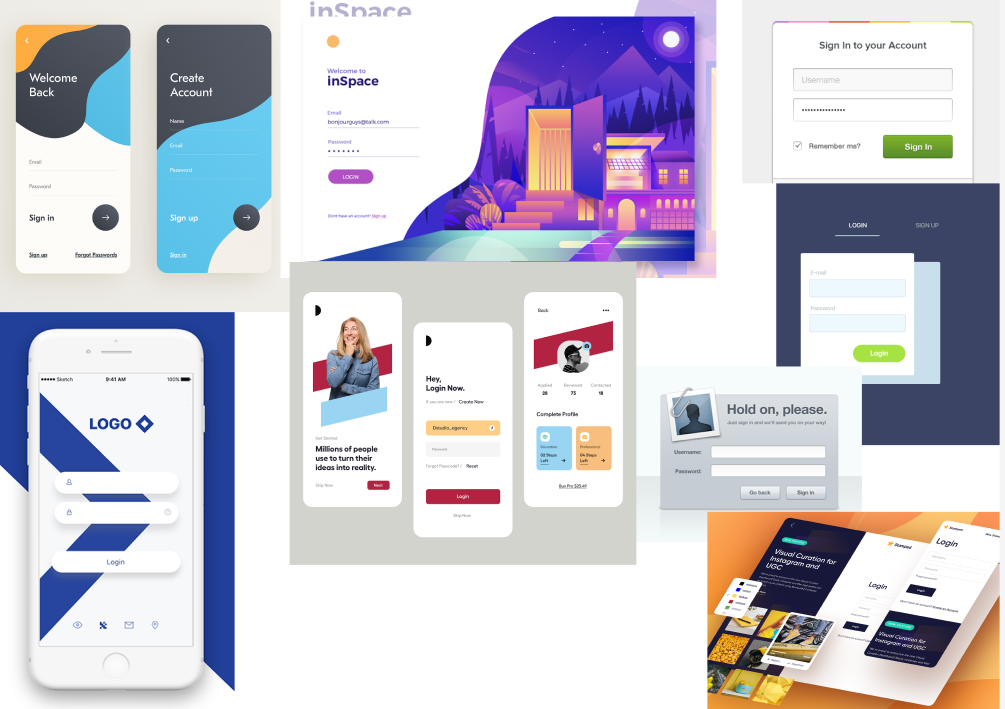 Welcome
Back
Email
Password
Sign in
Sign up
Forgot Passwords
Create
Account
Name
Email
Password
Sign up
Sign in
inSpace
Welcome to
inSpace
Email
bonjourguys@talk.com
Password
LOGIN
Dont have an account? Sign up
Sign In to your Account
Username
Remember me?
Sign In
LOGIN
SIGN UP
E-mail
Password
Login
Sketch
9:41 AM
100%
LOGO
Login
Get Started
Millions of people
use to turn their
ideas into reality.
Skip Now
Next
Hey,
Login Now.
If you are new / Create New
Dstudio_agency
Password
Forgot Passcode? / Reset
Login
Skip Now
Back
Applied
Reviewed
Contacted
28
73
18
Complete Profile
Education
02 Steps
Left
Professional
04 Steps
Left
Buy Pro $25.49
Hold on, please.
Just sign in and we'll send you on your way!
Username:
Password:
Go back
Sign in
Visual Curation for
Instagram and
UGC
Stamped
Login
Login
Stamped
Login
Login
Visual Curation for
Instagram and
UGC